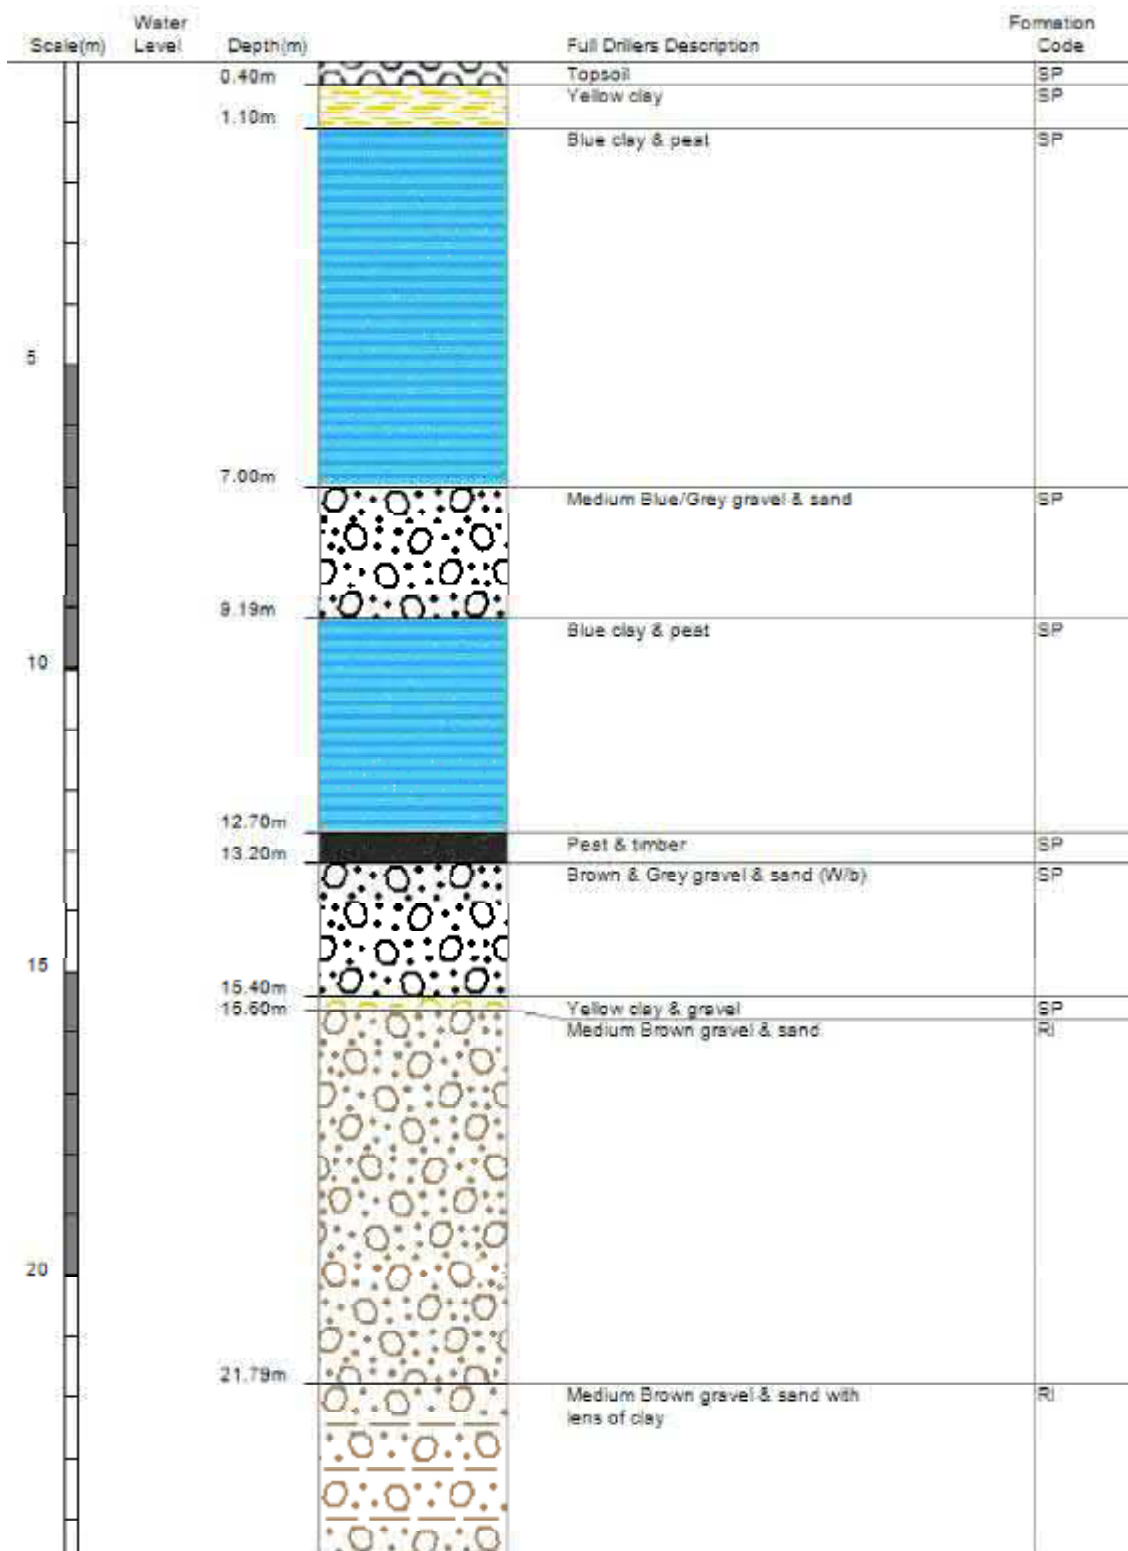 Water Formation
Scale(m) Level Depth(m) Full Drillers Description Code
0.40m Topsoil SP
Yellow clay SP
1.10m
Blue clay & peat SP
5
7.00m
Medium Blue/Grey gravel & sand SP
9.19m
Blue clay & peat SP
10
12.70m
Peat & timber SP
13.20m
Brown & Grey gravel & sand (W/b) SP
15
15.40m
15.60m Yellow clay & gravel SP
Medium Brown gravel & sand RI
20
21.79m
Medium Brown gravel & sand with RI
lens of clay